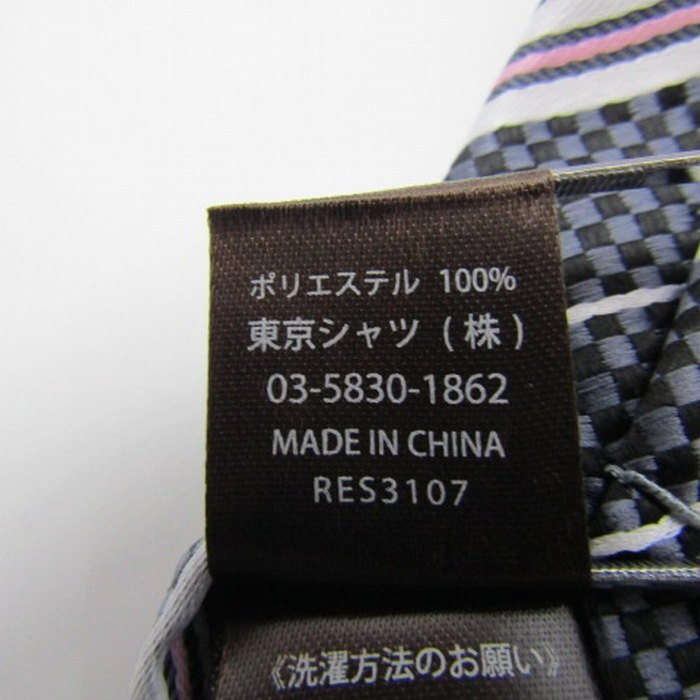 ポリエステル 100%
東京シャツ (株)
03-5830-1862
MADE IN CHINA
RES3107
《洗濯方法のお願い》